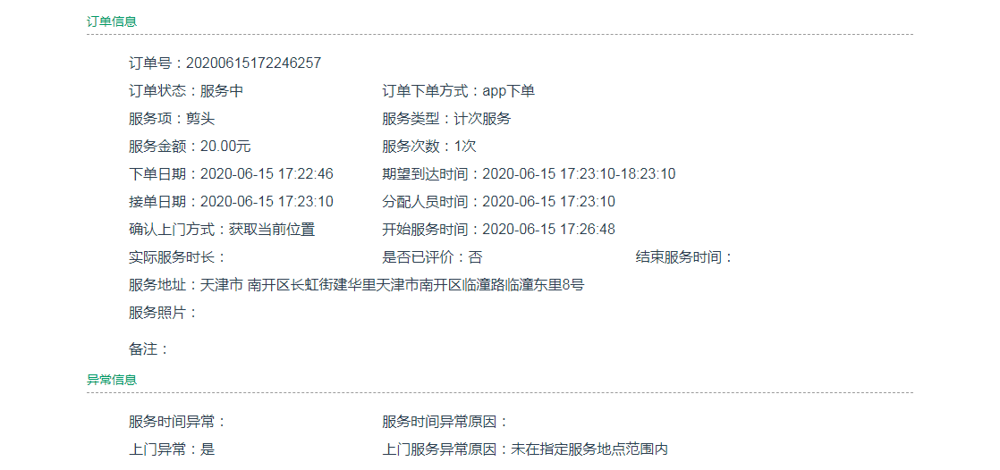 订单信息
订单号：20200615172246257
订单状态：服务中 订单下单方式：app下单
服务项：剪头 服务类型：计次服务
服务金额：20.00元 服务次数：1次
下单日期：2020-06-15 17:22:46 期望到达时间：2020-06-15 17:23:10-18:23:10
接单日期：2020-06-15 17:23:10 分配人员时间：2020-06-15 17:23:10
确认上门方式：获取当前位置 开始服务时间：2020-06-15 17:26:48
实际服务时长： 是否已评价：否 结束服务时间：
服务地址：天津市 南开区长虹街建华里天津市南开区临潼路临潼东里8号
服务照片：
备注：
异常信息
服务时间异常： 服务时间异常原因：
上门异常：是 上门服务异常原因：未在指定服务地点范围内